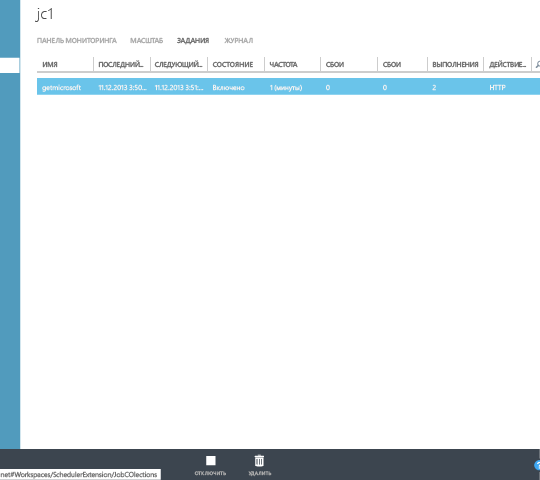 jc1
ПАНЕЛЬ МОНИТОРИНГА МАСШТАБ ЗАДАНИЯ ЖУРНАЛ
ИМЯ ПОСЛЕДНИЙ... СЛЕДУЮЩИЙ... СОСТОЯНИЕ ЧАСТОТА СБОИ СБОИ ВЫПОЛНЕНИЯ ДЕЙСТВИЕ...
getmicrosoft 11.12.2013 3:50... 11.12.2013 3:51:... Включено 1 (минуты) 0 0 2 HTTP
ОТКЛЮЧИТЬ УДАЛИТЬ
net#Workspaces/SchedulerExtension/JobCOlections